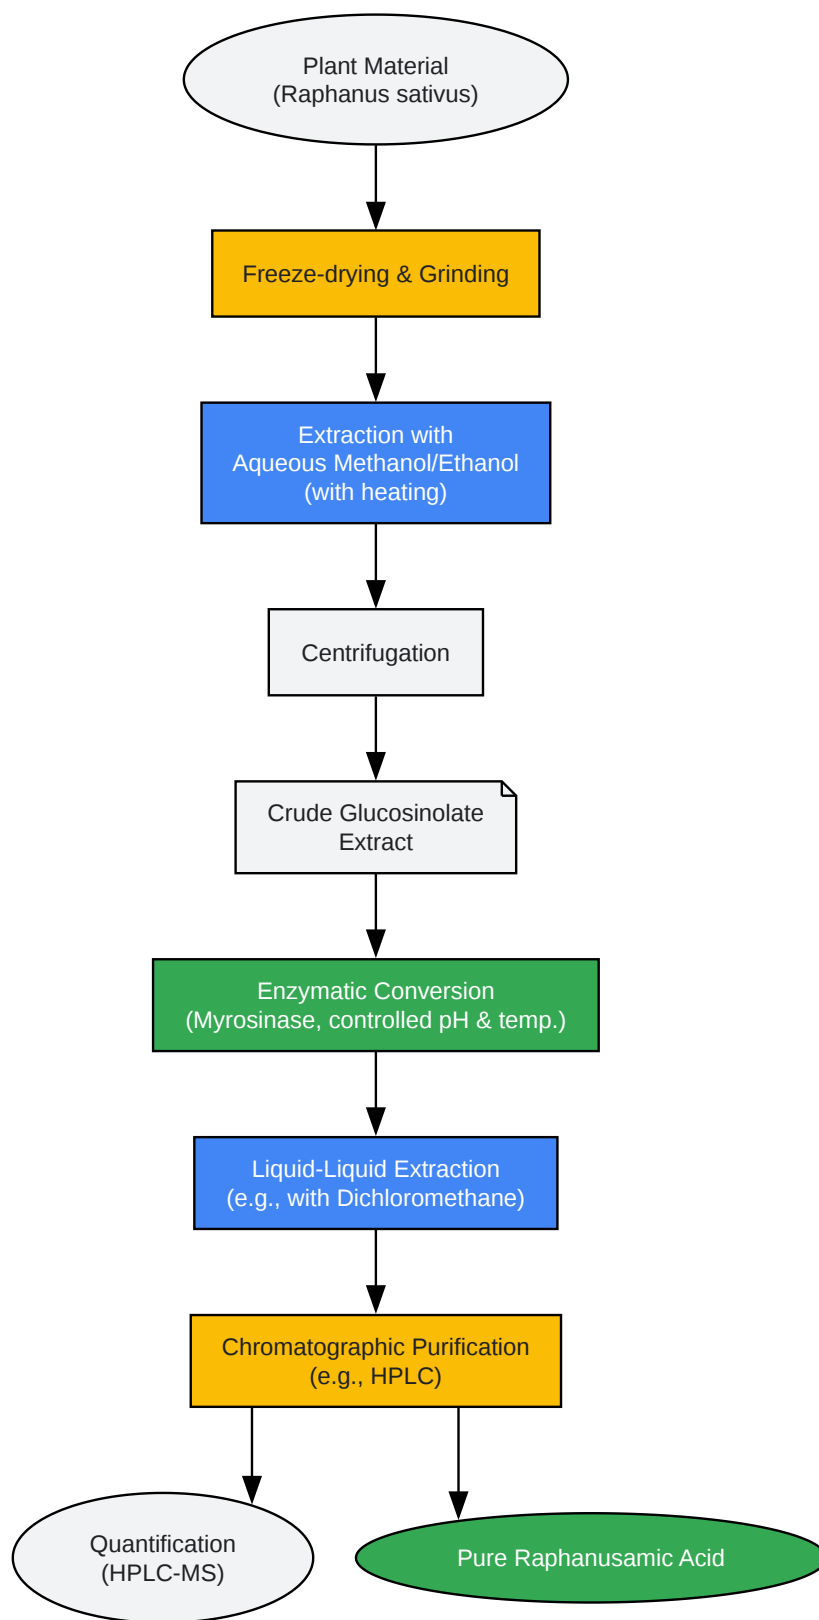 Plant Material
(Raphanus sativus)
Freeze-drying & Grinding
Extraction with
Aqueous Methanol/Ethanol
(with heating)
Centrifugation
Crude Glucosinolate
Extract
Enzymatic Conversion
(Myrosinase, controlled pH & temp.)
Liquid-Liquid Extraction
(e.g., with Dichloromethane)
Chromatographic Purification
(e.g., HPLC)
Quantification
(HPLC-MS)
Pure Raphanusamic Acid